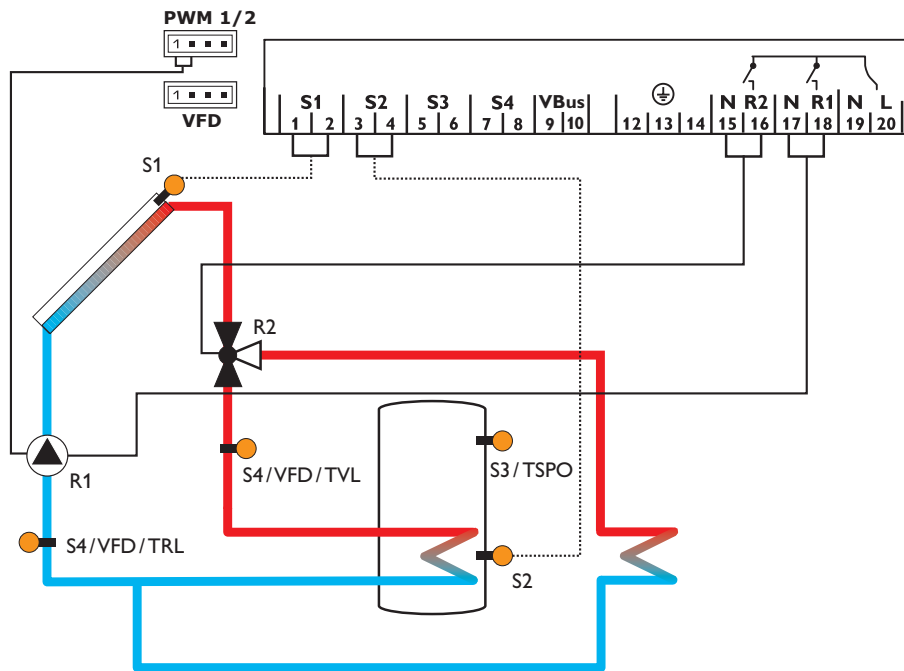 PWM 1/2
1
1
VFD
S1 S2 S3 S4 VBus N R2 N R1 N L
1 2 3 4 5 6 7 8 9 10 12 13 14 15 16 17 18 19 20
S1
R2
S4/VFD/TVL
S3/TSPO
R1
S4/VFD/TRL
S2